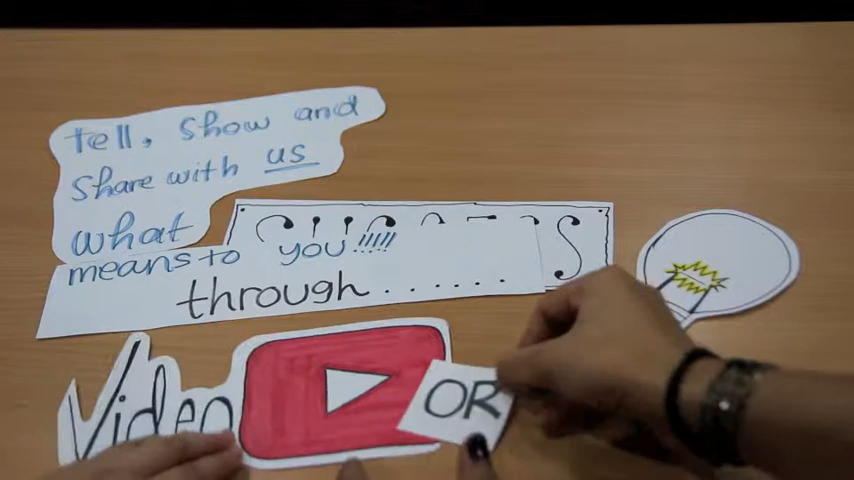 tell, show and
share with us
what
means to you !!!!!
through...........
Video
OR